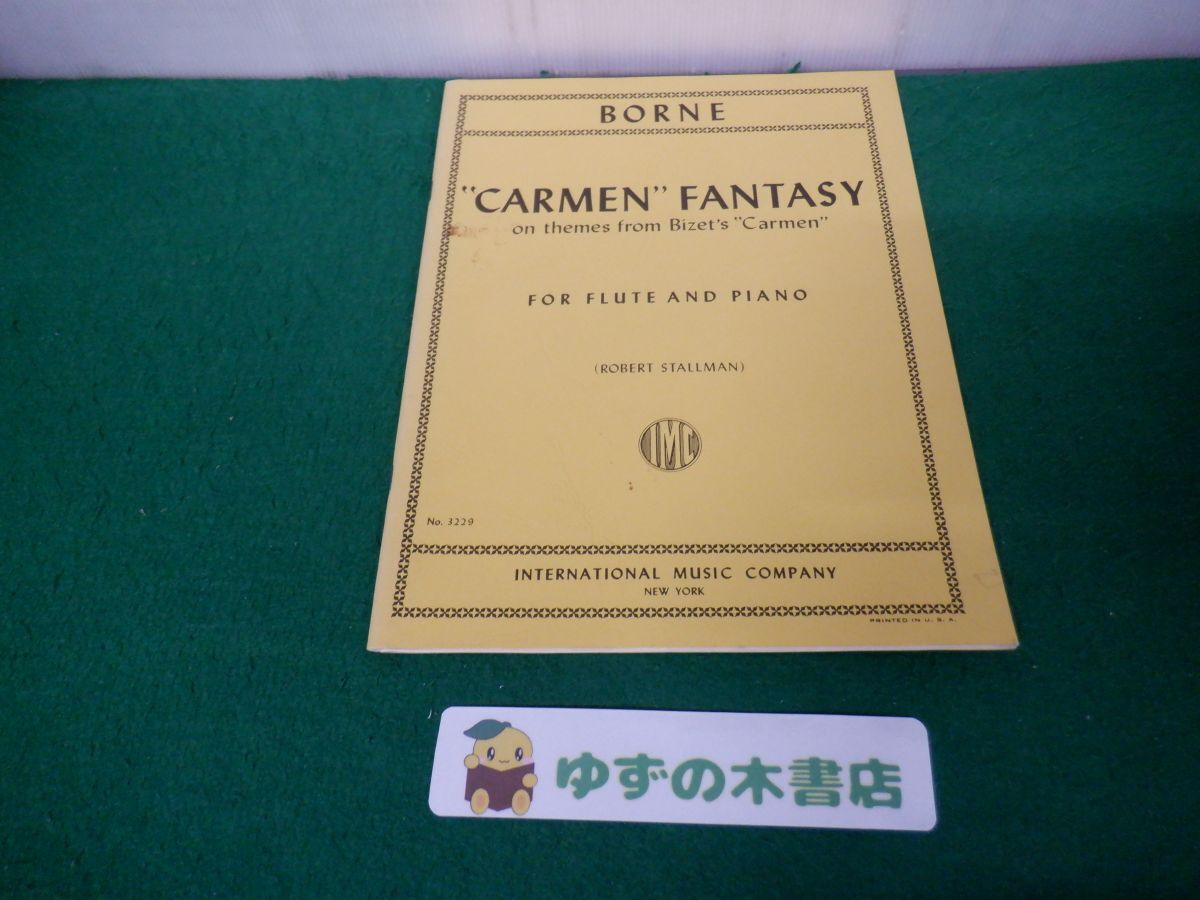 BORNE
"CARMEN" FANTASY
on themes from Bizet's "Carmen"
FOR FLUTE AND PIANO
(ROBERT STALLMAN)
IMC
No. 3229
INTERNATIONAL MUSIC COMPANY
NEW YORK
PRINTED IN U. S. A.
ゆずの木書店